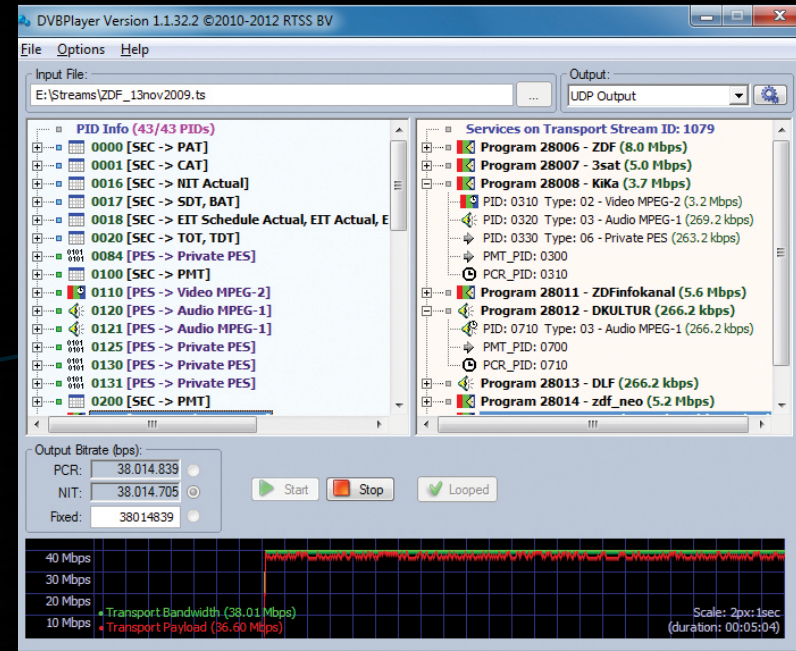 DVBPlayer Version 1.1.32.2 ©2010-2012 RTSS BV
File Options Help
Input File:
E:\Streams\ZDF_13nov2009.ts
...
Output:
UDP Output
PID Info (43/43 PIDs)
0000 [SEC -> PAT]
0001 [SEC -> CAT]
0016 [SEC -> NIT Actual]
0017 [SEC -> SDT, BAT]
0018 [SEC -> EIT Schedule Actual, EIT Actual, E
0020 [SEC -> TOT, TDT]
0084 [PES -> Private PES]
0100 [SEC -> PMT]
0110 [PES -> Video MPEG-2]
0120 [PES -> Audio MPEG-1]
0121 [PES -> Audio MPEG-1]
0125 [PES -> Private PES]
0130 [PES -> Private PES]
0131 [PES -> Private PES]
0200 [SEC -> PMT]
Services on Transport Stream ID: 1079
Program 28006 - ZDF (8.0 Mbps)
Program 28007 - 3sat (5.0 Mbps)
Program 28008 - KiKa (3.7 Mbps)
PID: 0310 Type: 02 - Video MPEG-2 (3.2 Mbps)
PID: 0320 Type: 03 - Audio MPEG-1 (269.2 kbps)
PID: 0330 Type: 06 - Private PES (263.2 kbps)
PMT_PID: 0300
PCR_PID: 0310
Program 28011 - ZDFinfokanal (5.6 Mbps)
Program 28012 - DKULTUR (266.2 kbps)
PID: 0710 Type: 03 - Audio MPEG-1 (266.2 kbps)
PMT_PID: 0700
PCR_PID: 0710
Program 28013 - DLF (266.2 kbps)
Program 28014 - zdf_neo (5.2 Mbps)
Output Bitrate (bps):
PCR: 38.014.839
NIT: 38.014.705
Fixed: 38014839
Start
Stop
Looped
40 Mbps
30 Mbps
20 Mbps
10 Mbps
Transport Bandwidth (38.01 Mbps)
Transport Payload (36.60 Mbps)
Scale: 2px:1sec
(duration: 00:05:04)